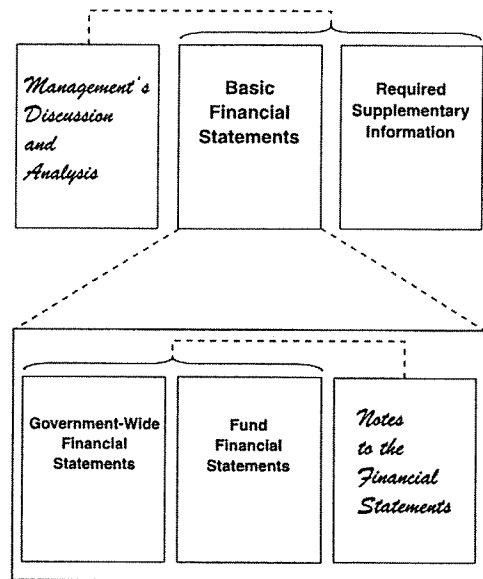 Management's
Discussion
and
Analysis
Basic
Financial
Statements
Required
Supplementary
Information
Government-Wide
Financial
Statements
Fund
Financial
Statements
Notes
to the
Financial
Statements